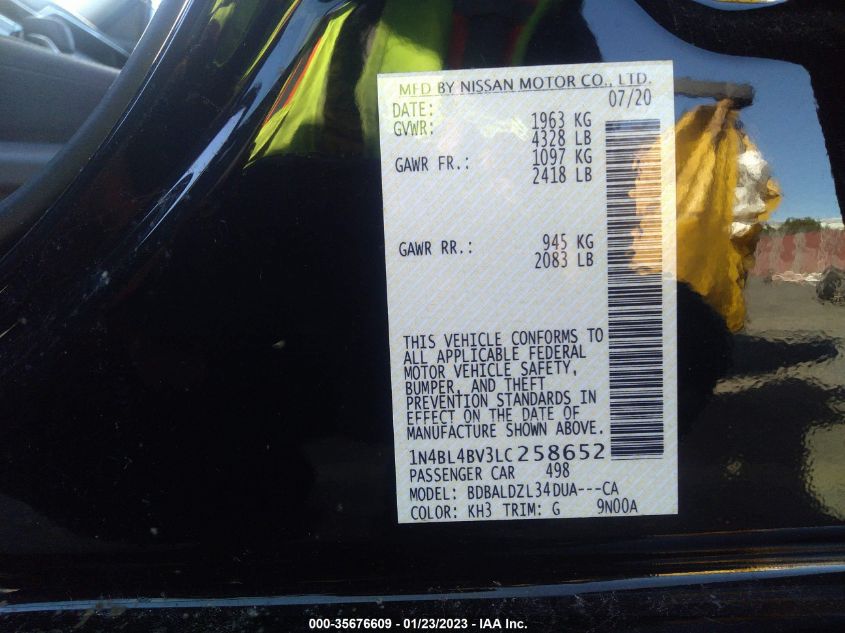 MFD BY NISSAN MOTOR CO., LTD.
DATE: 07/20
GVWR: 1963 KG
4328 LB
GAWR FR.: 1097 KG
2418 LB
GAWR RR.: 945 KG
2083 LB
THIS VEHICLE CONFORMS TO
ALL APPLICABLE FEDERAL
MOTOR VEHICLE SAFETY,
BUMPER, AND THEFT
PREVENTION STANDARDS IN
EFFECT ON THE DATE OF
MANUFACTURE SHOWN ABOVE.
1N4BL4BV3LC258652
PASSENGER CAR 498
MODEL: BDBALDZL34DUA---CA
COLOR: KH3 TRIM: G 9N00A
000-35676609 - 01/23/2023 - IAA Inc.